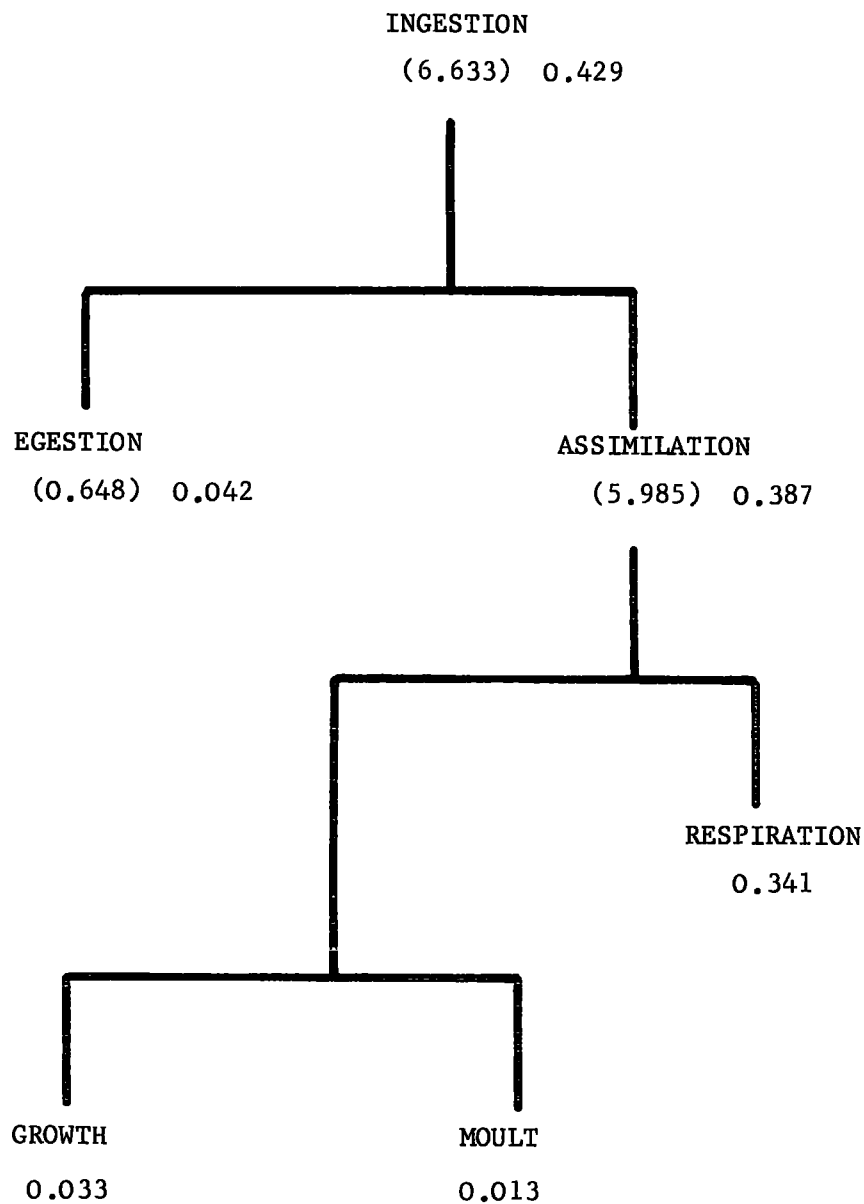 INGESTION
(6.633) 0.429
EGESTION
(0.648) 0.042
ASSIMILATION
(5.985) 0.387
RESPIRATION
0.341
GROWTH
0.033
MOULT
0.013